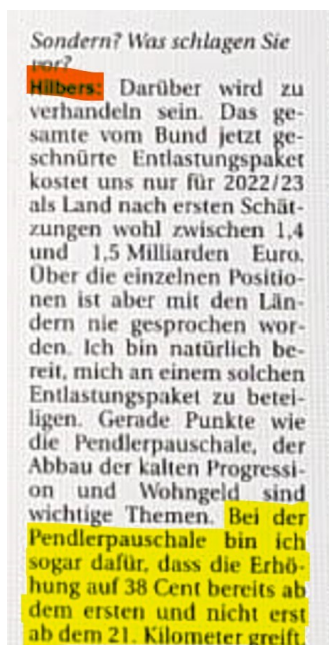 Sondern? Was schlagen Sie
vor?
Hilbers: Darüber wird zu
verhandeln sein. Das ge-
samte vom Bund jetzt ge-
schnürte Entlastungspaket
kostet uns nur für 2022/23
als Land nach ersten Schät-
zungen wohl zwischen 1,4
und 1,5 Milliarden Euro.
Über die einzelnen Positio-
nen ist aber mit den Län-
dern nie gesprochen wor-
den. Ich bin natürlich be-
reit, mich an einem solchen
Entlastungspaket zu betei-
ligen. Gerade Punkte wie
die Pendlerpauschale, der
Abbau der kalten Progressi-
on und Wohngeld sind
wichtige Themen. Bei der
Pendlerpauschale bin ich
sogar dafür, dass die Erhö-
hung auf 38 Cent bereits ab
dem ersten und nicht erst
ab dem 21. Kilometer greift.